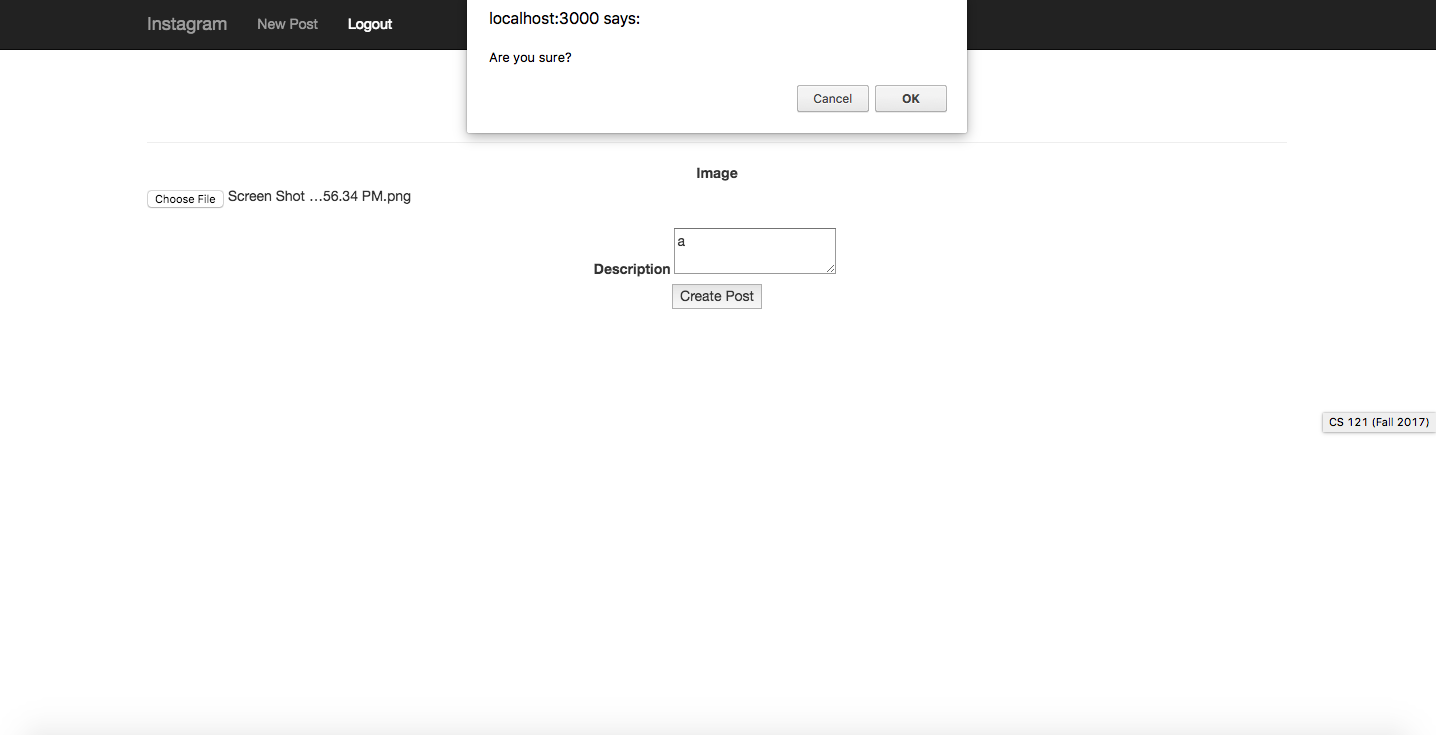 Instagram New Post Logout
localhost:3000 says:
Are you sure?
Cancel OK
Image
Choose File Screen Shot …56.34 PM.png
a
Description
Create Post
CS 121 (Fall 2017)